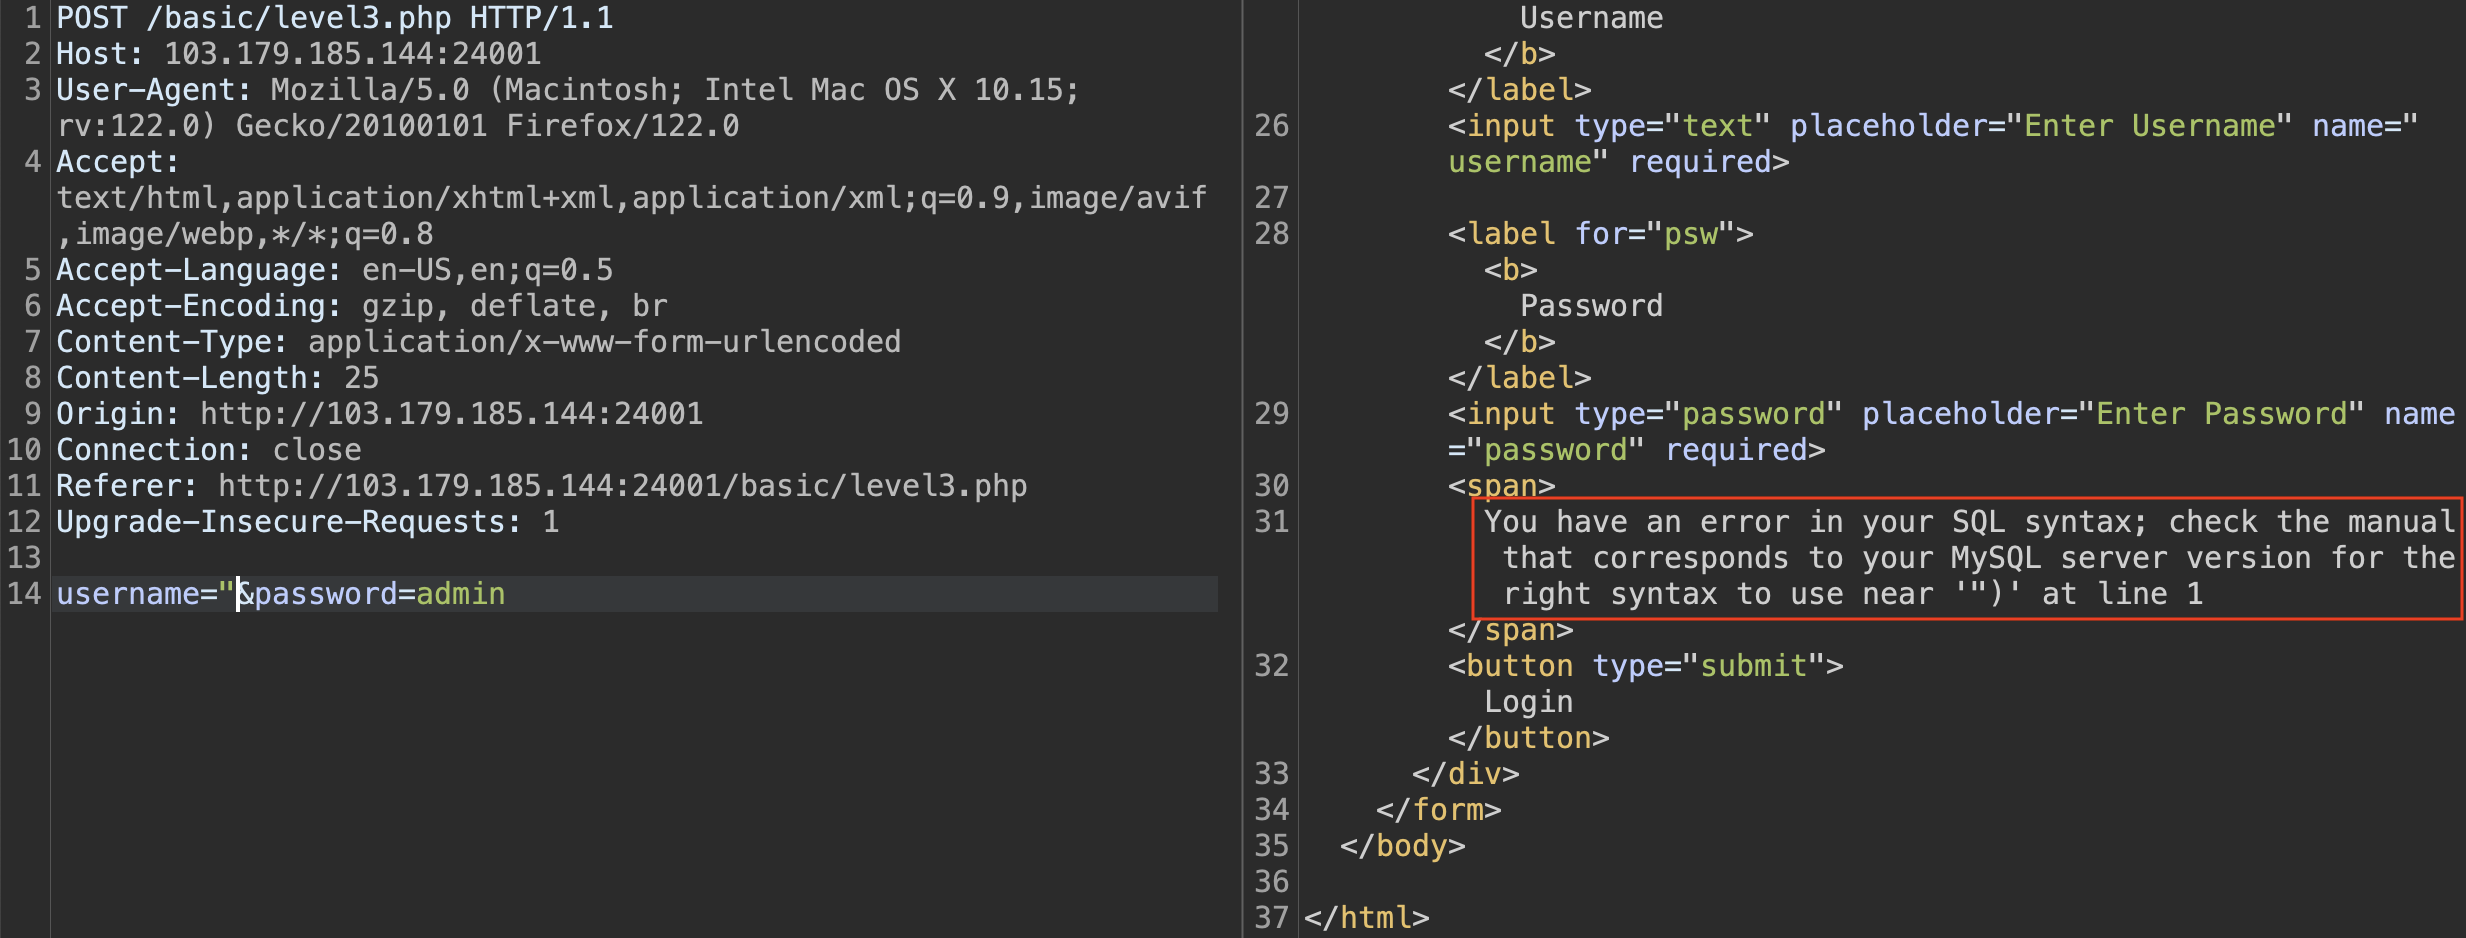 1 POST /basic/level3.php HTTP/1.1
2 Host: 103.179.185.144:24001
3 User-Agent: Mozilla/5.0 (Macintosh; Intel Mac OS X 10.15;
rv:122.0) Gecko/20100101 Firefox/122.0
4 Accept:
text/html,application/xhtml+xml,application/xml;q=0.9,image/avif
,image/webp,*/*;q=0.8
5 Accept-Language: en-US,en;q=0.5
6 Accept-Encoding: gzip, deflate, br
7 Content-Type: application/x-www-form-urlencoded
8 Content-Length: 25
9 Origin: http://103.179.185.144:24001
10 Connection: close
11 Referer: http://103.179.185.144:24001/basic/level3.php
12 Upgrade-Insecure-Requests: 1
13
14 username="&password=admin
Username
</b>
</label>
26 <input type="text" placeholder="Enter Username" name="
username" required>
27
28 <label for="psw">
<b>
Password
</b>
</label>
29 <input type="password" placeholder="Enter Password" name
="password" required>
30 <span>
31 You have an error in your SQL syntax; check the manual
that corresponds to your MySQL server version for the
right syntax to use near '")' at line 1
</span>
32 <button type="submit">
Login
</button>
33 </div>
34 </form>
35 </body>
36
37 </html>